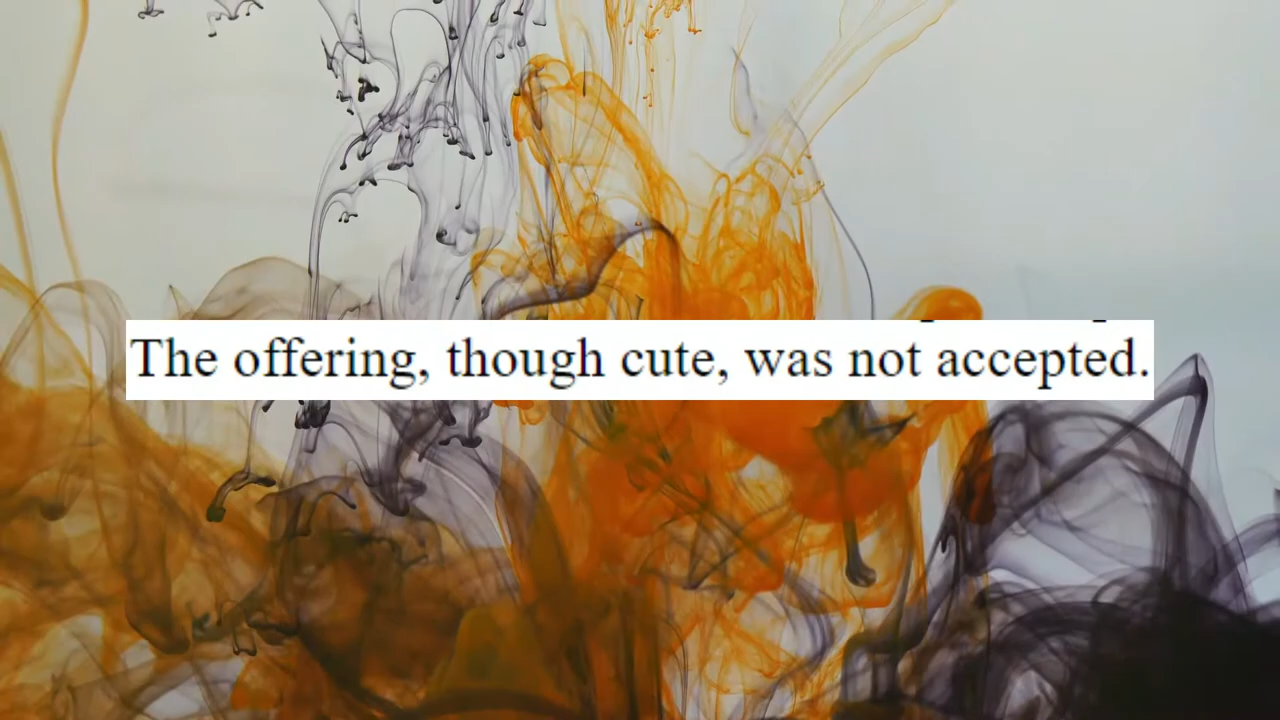 The offering, though cute, was not accepted.